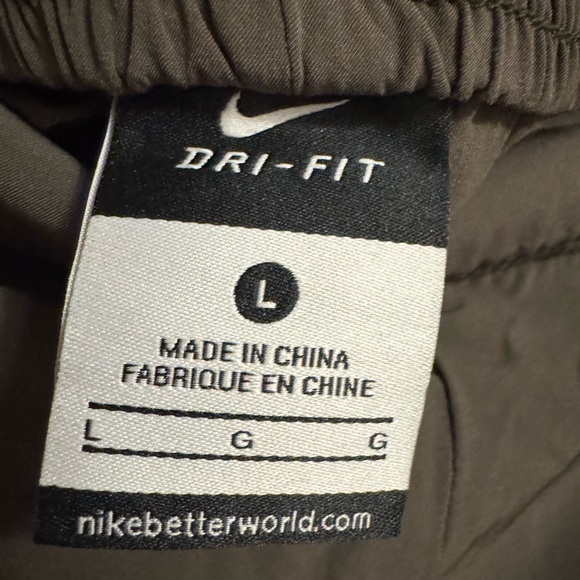 DRI-FIT
L
MADE IN CHINA
FABRIQUE EN CHINE
L G G
nikebetterworld.com